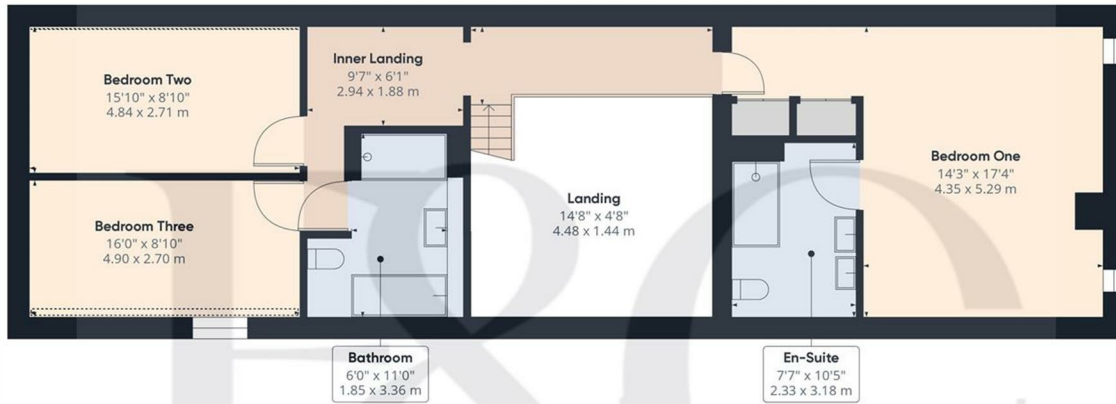 Bedroom Two
15'10" x 8'10"
4.84 x 2.71 m
Inner Landing
9'7" x 6'1"
2.94 x 1.88 m
Bedroom One
14'3" x 17'4"
4.35 x 5.29 m
Landing
14'8" x 4'8"
4.48 x 1.44 m
Bedroom Three
16'0" x 8'10"
4.90 x 2.70 m
Bathroom
6'0" x 11'0"
1.85 x 3.36 m
En-Suite
7'7" x 10'5"
2.33 x 3.18 m